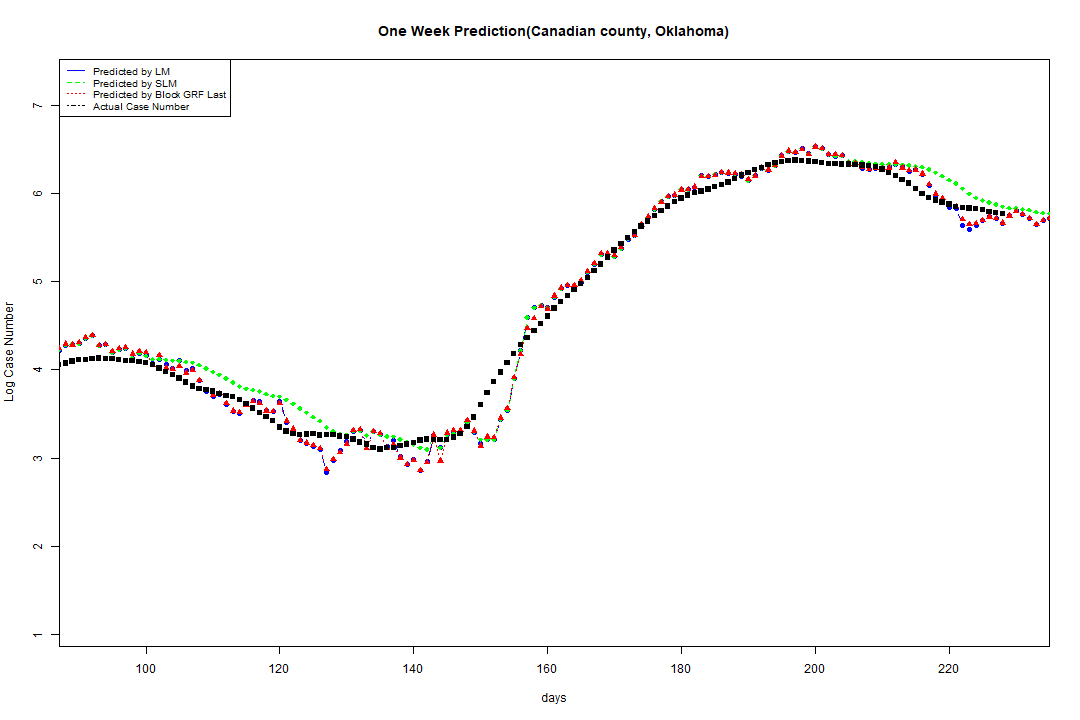 One Week Prediction(Canadian county, Oklahoma)
Predicted by LM
Predicted by SLM
Predicted by Block GRF Last
Actual Case Number
7
6
5
4
3
2
1
Log Case Number
100 120 140 160 180 200 220
days